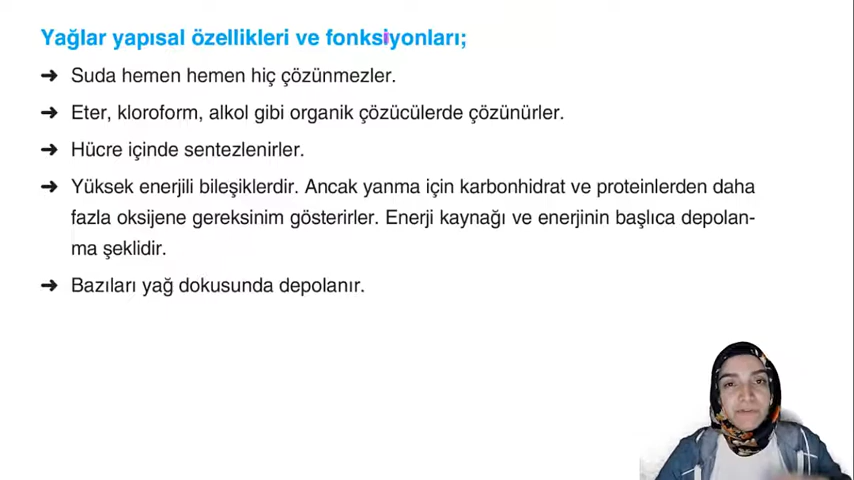 Yağlar yapısal özellikleri ve fonksiyonları;
➜ Suda hemen hemen hiç çözünmezler.
➜ Eter, kloroform, alkol gibi organik çözücülerde çözünürler.
➜ Hücre içinde sentezlenirler.
➜ Yüksek enerjili bileşiklerdir. Ancak yanma için karbonhidrat ve proteinlerden daha
fazla oksijene gereksinim gösterirler. Enerji kaynağı ve enerjinin başlıca depolan-
ma şeklidir.
➜ Bazıları yağ dokusunda depolanır.